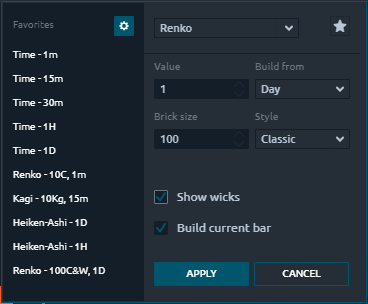 Favorites
Time - 1m
Time - 15m
Time - 30m
Time - 1H
Time - 1D
Renko - 10C, 1m
Kagi - 10Kg, 15m
Heiken-Ashi - 1D
Heiken-Ashi - 1H
Renko - 100C&W, 1D
Renko
Value Build from
1 Day
Brick size Style
100 Classic
Show wicks
Build current bar
APPLY CANCEL